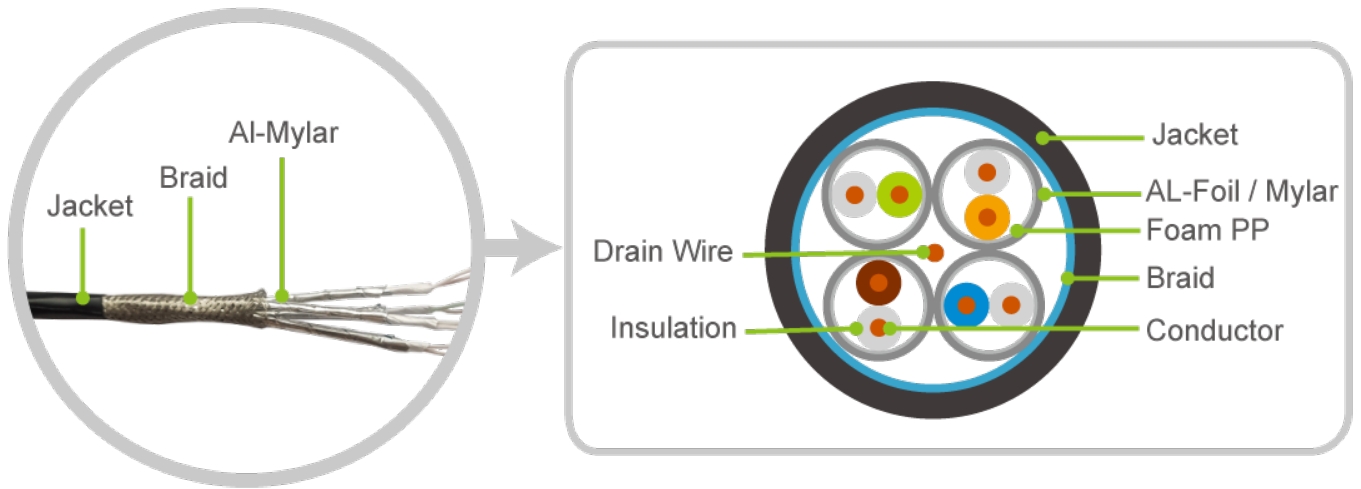 Al-Mylar
Braid
Jacket
Jacket
AL-Foil / Mylar
Foam PP
Drain Wire
Braid
Insulation
Conductor